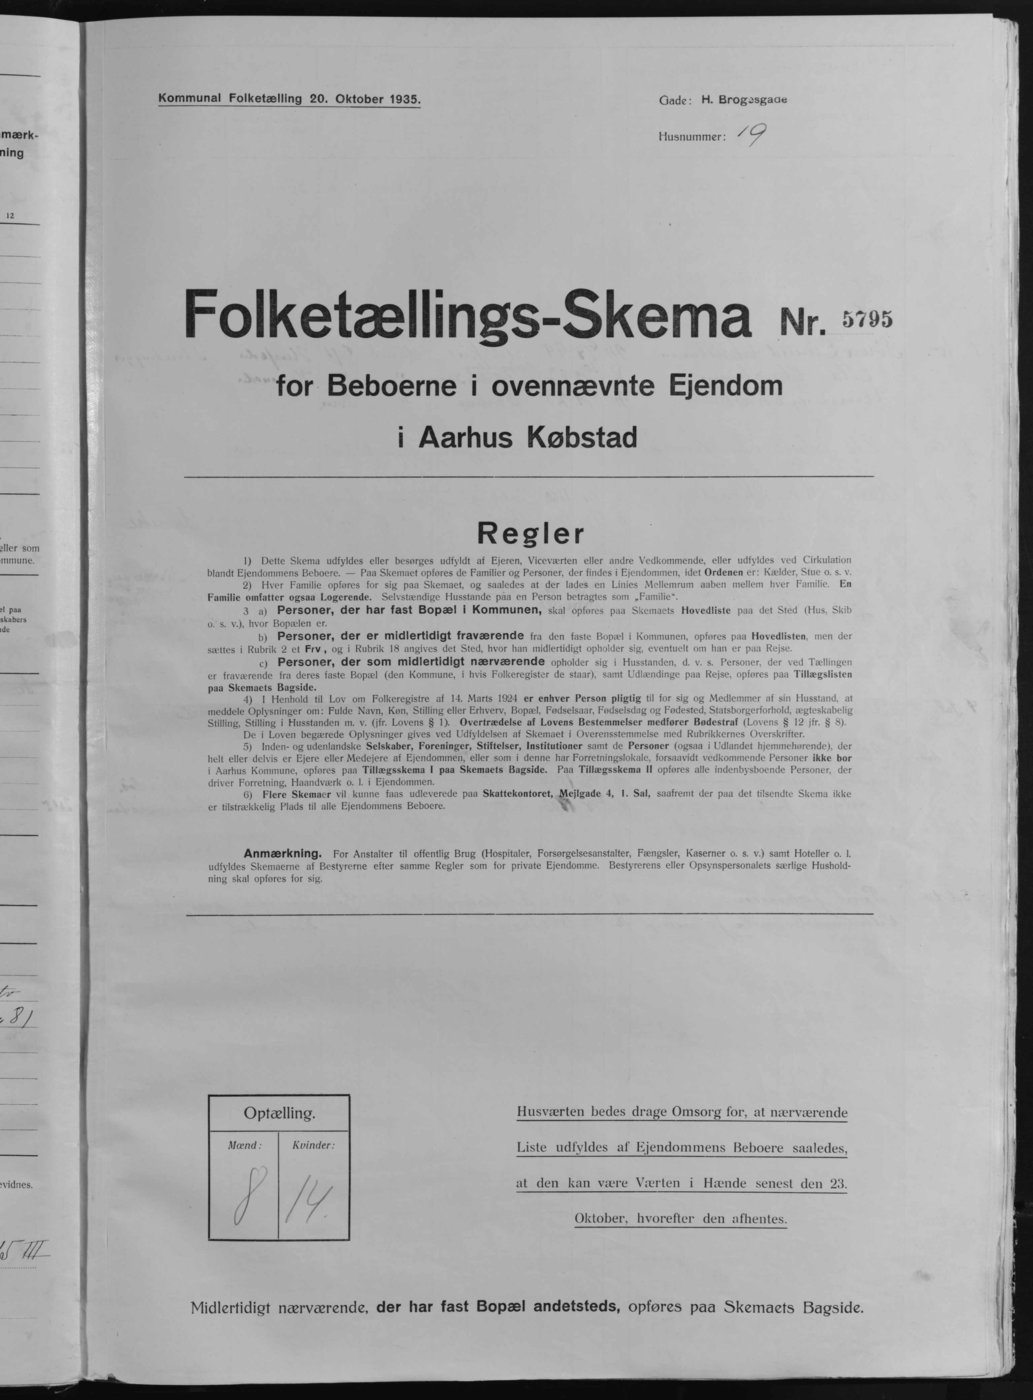 Kommunal Folketælling 20. Oktober 1935.
Gade: H. Brogesgade
Husnummer: 19
Folketællings-Skema Nr. 5795
for Beboerne i ovennævnte Ejendom
i Aarhus Købstad
Regler
1) Dette Skema udfyldes eller besørges udfyldt af Ejeren, Viceværten eller andre Vedkommende, eller udfyldes ved Cirkulation
blandt Ejendommens Beboere. — Paa Skemaet opføres de Familier og Personer, der findes i Ejendommen, idet Ordenen er: Kælder, Stue o. s. v.
2) Hver Familie opføres for sig paa Skemaet, og saaledes at der lades en Linies Mellemrum aaben mellem hver Familie. En
Familie omfatter ogsaa Logerende. Selvstændige Husstande paa en Person betragtes som „Familie“.
3 a) Personer, der har fast Bopæl i Kommunen, skal opføres paa Skemaets Hovedliste paa det Sted (Hus, Skib
o. s. v.), hvor Bopælen er.
b) Personer, der er midlertidigt fraværende fra den faste Bopæl i Kommunen, opføres paa Hovedlisten, men der
sættes i Rubrik 2 et Frv, og i Rubrik 18 angives det Sted, hvor han midlertidigt opholder sig, eventuelt om han er paa Rejse.
c) Personer, der som midlertidigt nærværende opholder sig i Husstanden, d. v. s. Personer, der ved Tællingen
er fraværende fra deres faste Bopæl (den Kommune, i hvis Folkeregister de staar), samt Udlændinge paa Rejse, opføres paa Tillægslisten
paa Skemaets Bagside.
4) I Henhold til Lov om Folkeregistre af 14. Marts 1924 er enhver Person pligtig til for sig og Medlemmer af sin Husstand, at
meddele Oplysninger om: Fulde Navn, Køn, Stilling eller Erhverv, Bopæl, Fødselsaar, Fødselsdag og Fødested, Statsborgerforhold, ægteskabelig
Stilling, Stilling i Husstanden m. v. (jfr. Lovens § 1). Overtrædelse af Lovens Bestemmelser medfører Bødestraf (Lovens § 12 jfr. § 8).
De i Loven begærede Oplysninger gives ved Udfyldelsen af Skemaet i Overensstemmelse med Rubrikkernes Overskrifter.
5) Inden- og udenlandske Selskaber, Foreninger, Stiftelser, Institutioner samt de Personer (ogsaa i Udlandet hjemmehørende), der
helt eller delvis er Ejere eller Medejere af Ejendommen, eller som i denne har Forretningslokale, forsaavidt vedkommende Personer ikke bor
i Aarhus Kommune, opføres paa Tillægsskema I paa Skemaets Bagside. Paa Tillægsskema II opføres alle indenbysboende Personer, der
driver Forretning, Haandværk o. l. i Ejendommen.
6) Flere Skemaer vil kunne faas udleverede paa Skattekontoret, Mejlgade 4, 1. Sal, saafremt der paa det tilsendte Skema ikke
er tilstrækkelig Plads til alle Ejendommens Beboere.
Anmærkning. For Anstalter til offentlig Brug (Hospitaler, Forsørgelsesanstalter, Fængsler, Kaserner o. s. v.) samt Hoteller o. l.
udfyldes Skemaerne af Bestyrerne efter samme Regler som for private Ejendomme. Bestyrerens eller Opsynspersonalets særlige Hushold-
ning skal opføres for sig.
Optælling.
Mænd: Kvinder:
8 14.
Husværten bedes drage Omsorg for, at nærværende
Liste udfyldes af Ejendommens Beboere saaledes,
at den kan være Værten i Hænde senest den 23.
Oktober, hvorefter den afhentes.
Midlertidigt nærværende, der har fast Bopæl andetsteds, opføres paa Skemaets Bagside.